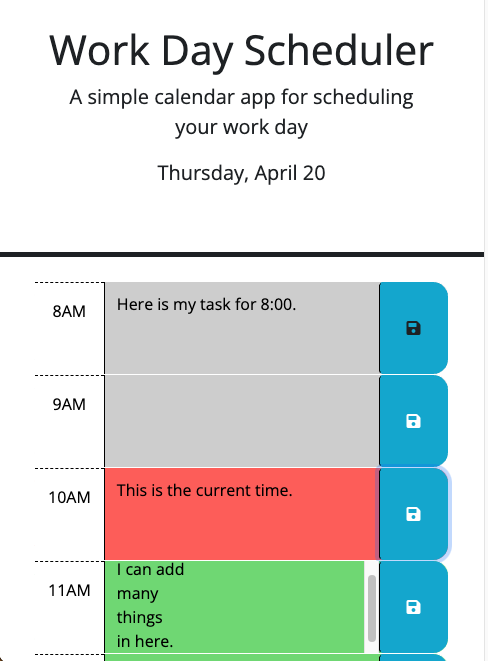 Work Day Scheduler
A simple calendar app for scheduling
your work day
Thursday, April 20
8AM
Here is my task for 8:00.
9AM
10AM
This is the current time.
11AM
I can add
many
things
in here.